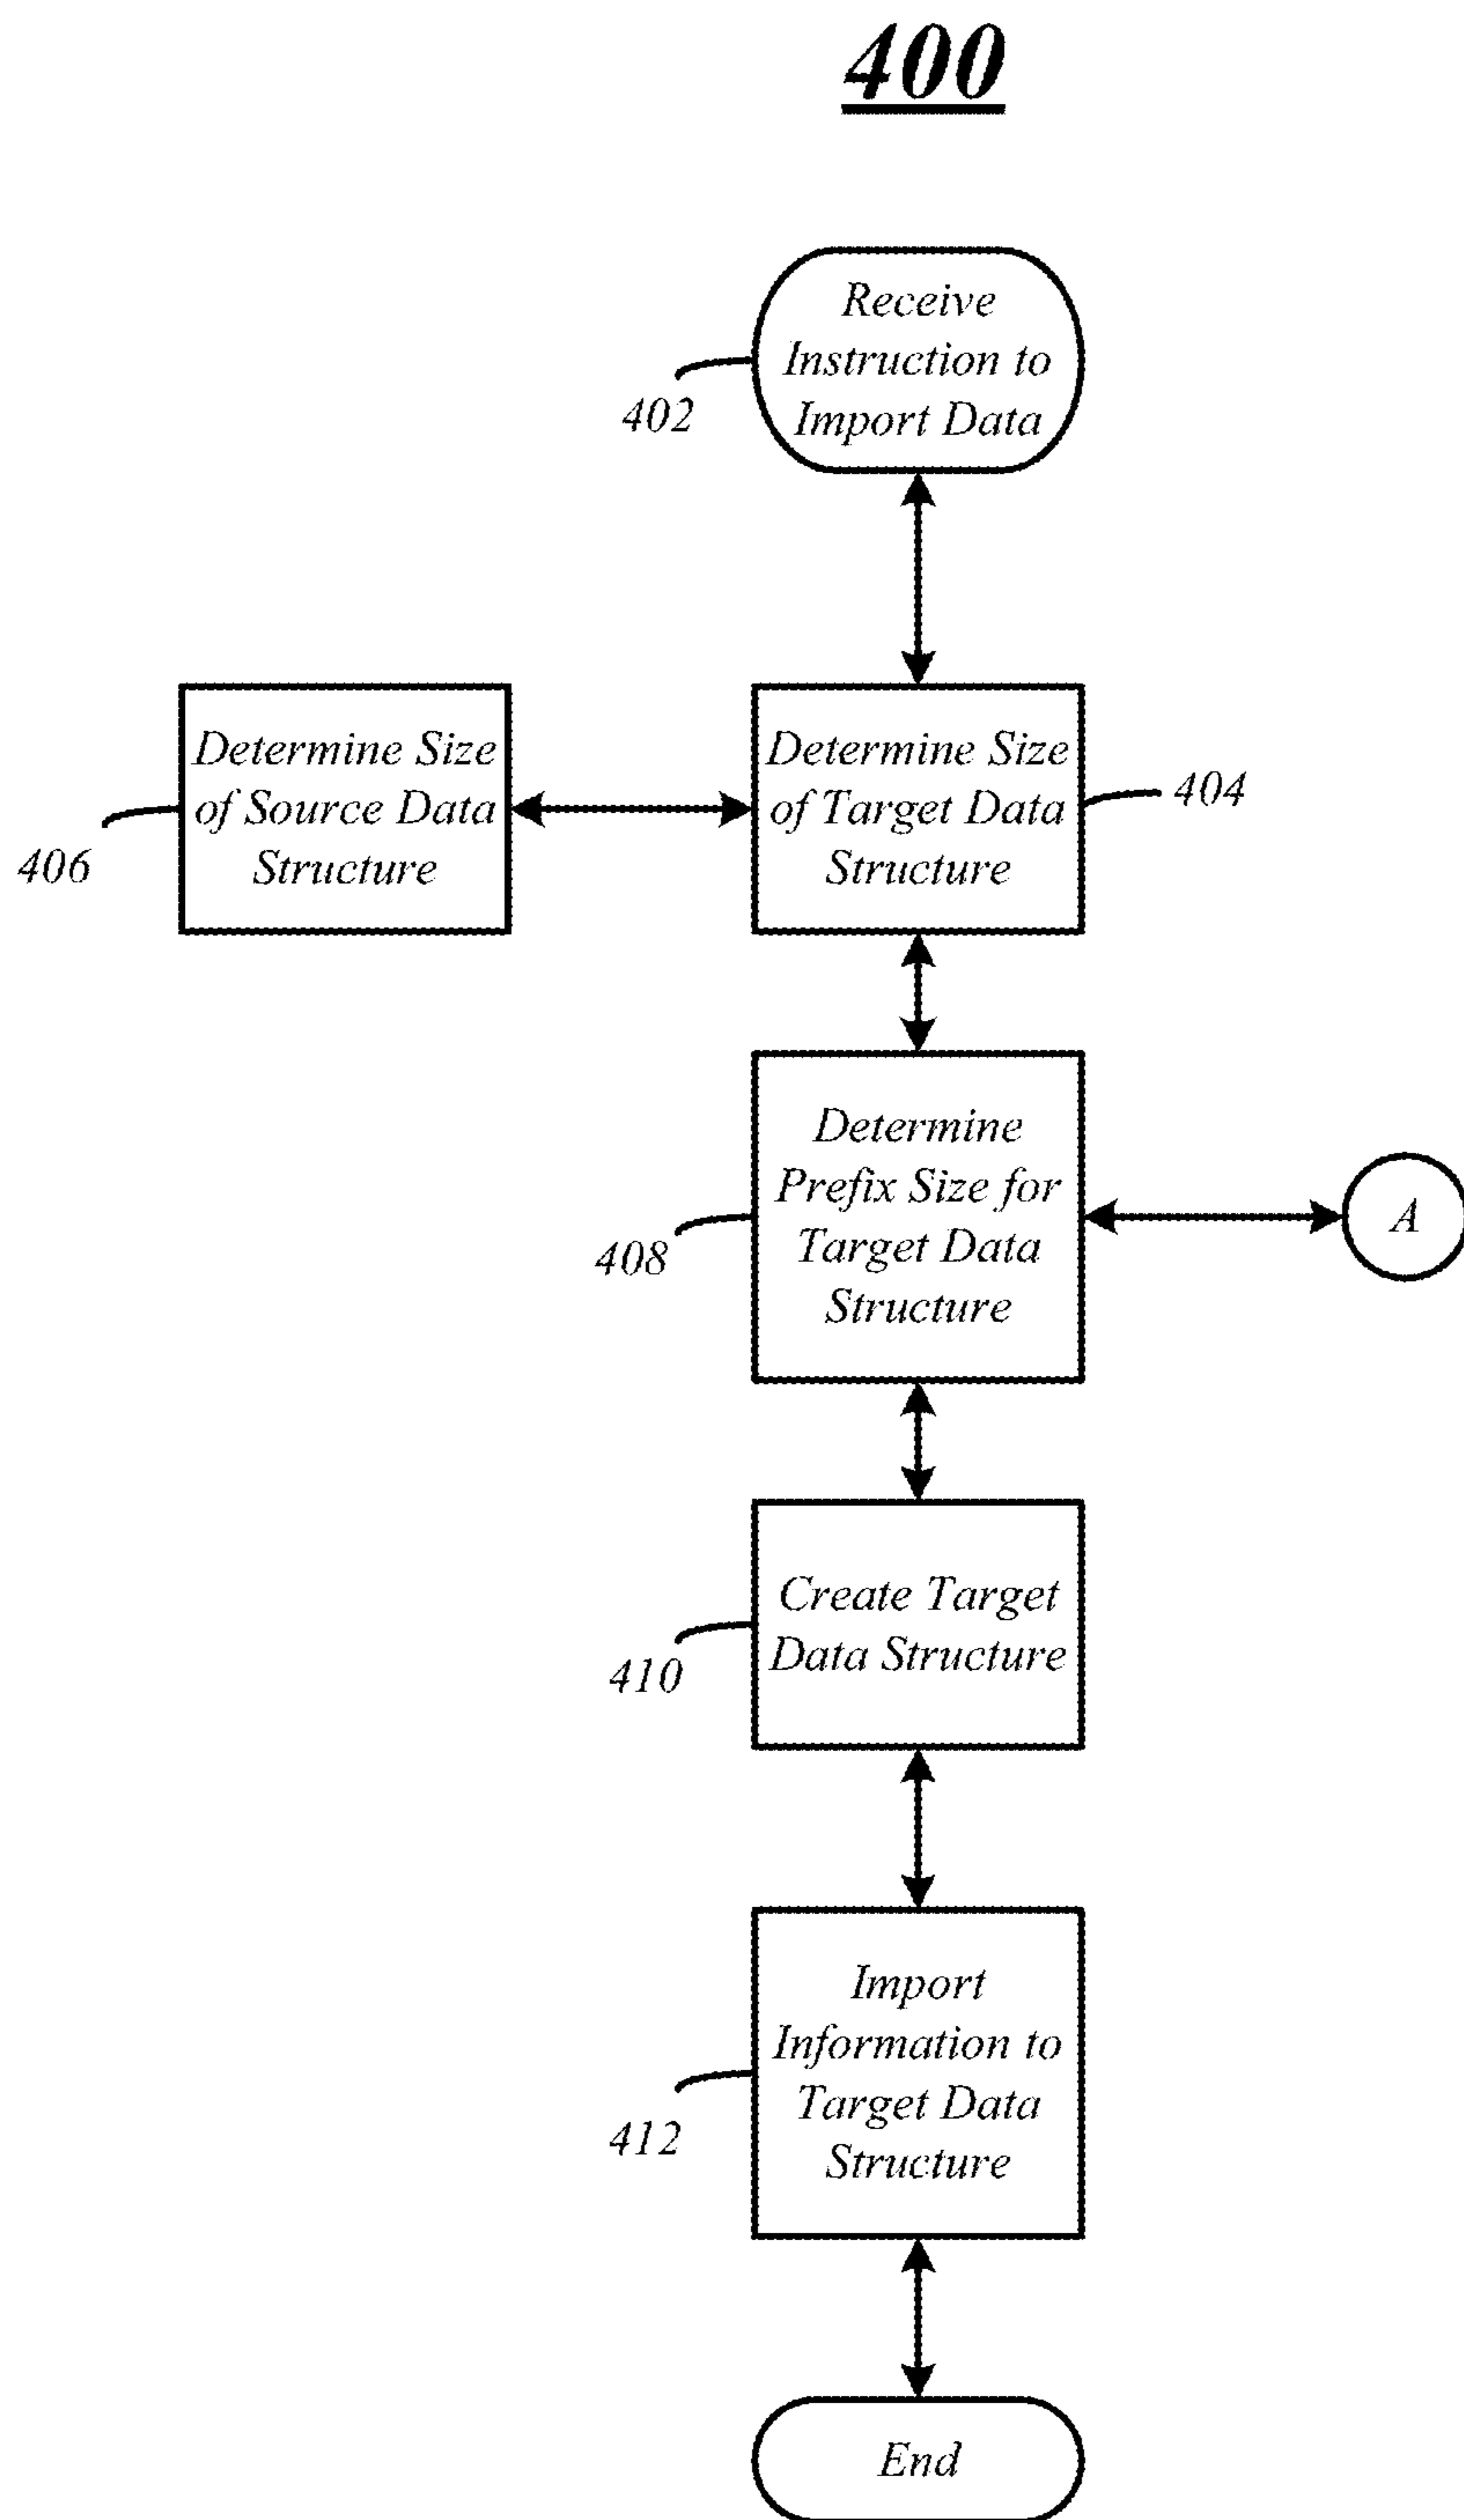 400
Receive
Instruction to
Import Data
402
Determine Size
of Source Data
Structure
406
Determine Size
of Target Data
Structure
404
Determine
Prefix Size for
Target Data
Structure
408
A
Create Target
Data Structure
410
Import
Information to
Target Data
Structure
412
End